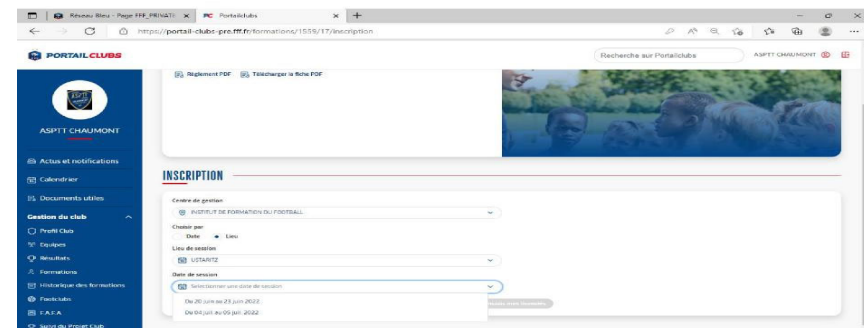 Réseau Bleu - Page FFF_PRIVATE
Portailclubs
https://portail-clubs-pre.fff.fr/formations/1559/17/inscription
PORTAILCLUBS
Recherche sur Portailclubs
ASPTT CHAUMONT
Règlement PDF
Télécharger la fiche PDF
ASPTT CHAUMONT
Actus et notifications
Calendrier
Documents utiles
Gestion du club
Profil Club
Equipes
Résultats
Formations
Historique des formations
Footclubs
F.A.F.A
Suivi du Projet Club
INSCRIPTION
Centre de gestion
INSTITUT DE FORMATION DU FOOTBALL
Choisir par
Date
Lieu
Lieu de session
USTARITZ
Date de session
Sélectionner une date de session
Du 20 juin au 23 juin 2022
Du 04 juil. au 05 juil. 2022